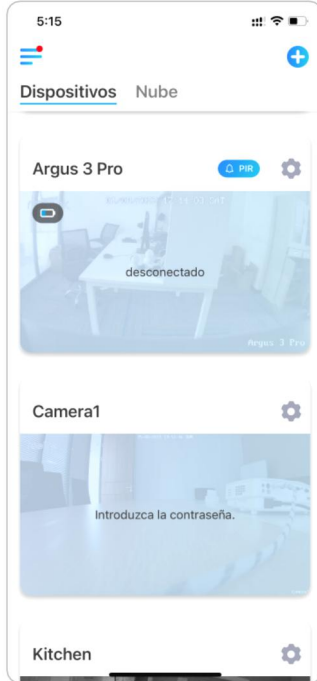 5:15
Dispositivos Nube
Argus 3 Pro
PIR
desconectado
Argus 3 Pro
Camera1
Introduzca la contraseña.
Kitchen